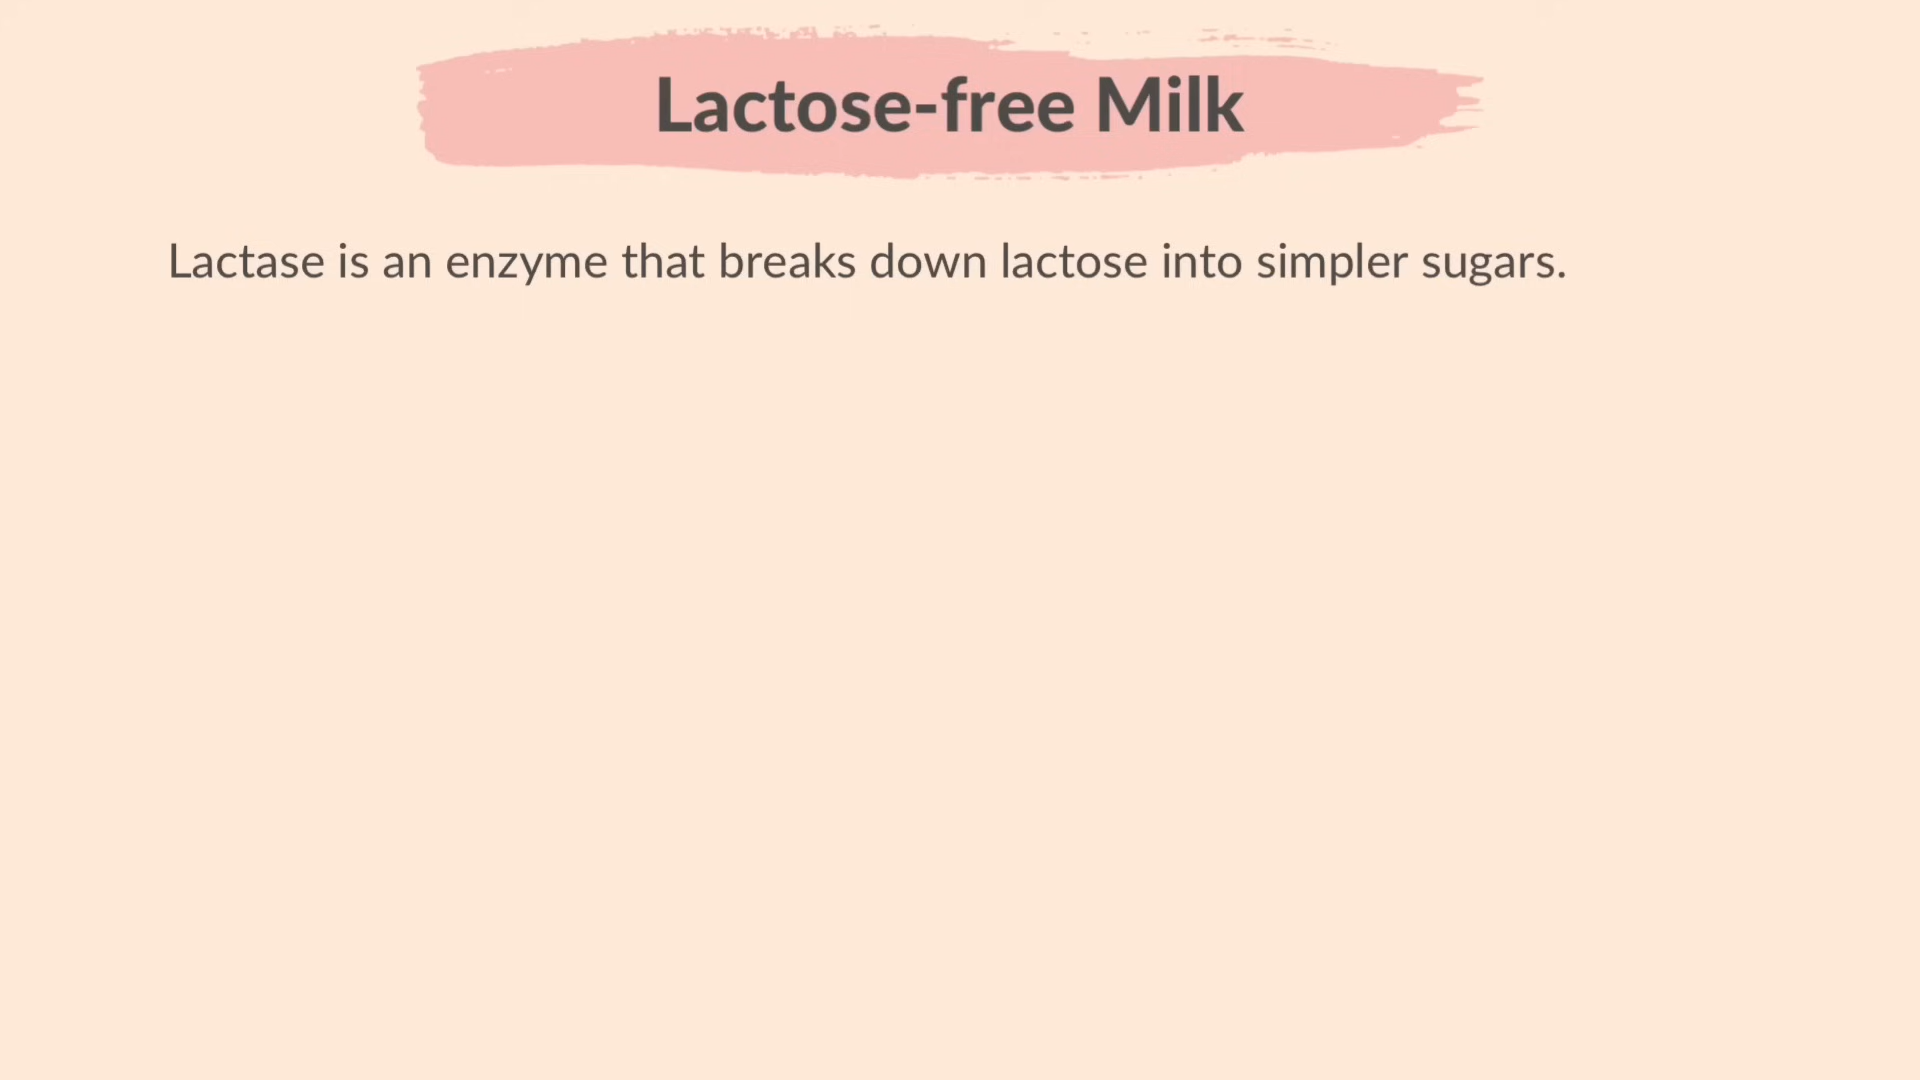 Lactose-free Milk
Lactase is an enzyme that breaks down lactose into simpler sugars.